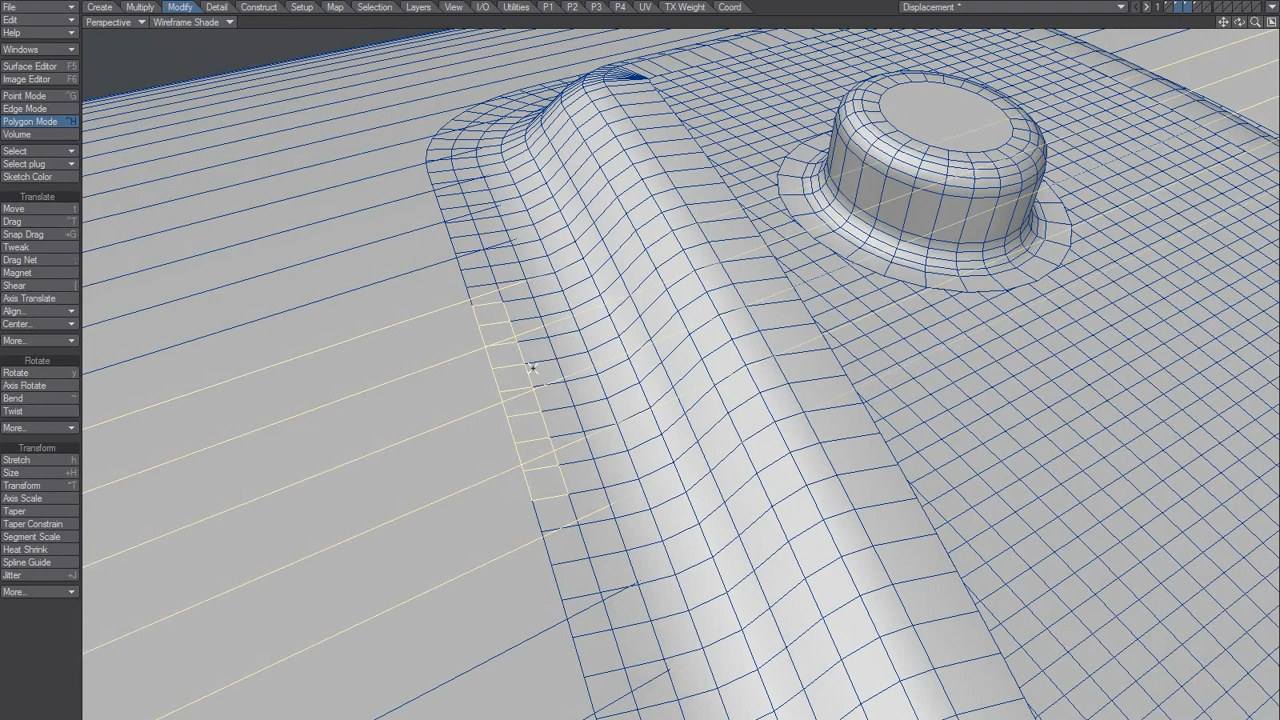 File Create Multiply Modify Detail Construct Setup Map Selection Layers View I/O Utilities P1 P2 P3 P4 UV TX Weight Coord Displacement * 1
Edit Perspective Wireframe Shade
Help
Windows
Surface Editor F5
Image Editor F6
Point Mode ^G
Edge Mode
Polygon Mode ^H
Volume
Select
Select plug
Sketch Color
Translate
Move t
Drag ^T
Snap Drag +G
Tweak
Drag Net ;
Magnet :
Shear [
Axis Translate
Align...
Center...
More...
Rotate
Rotate y
Axis Rotate
Bend ~
Twist
More...
Transform
Stretch h
Size +H
Transform ^T
Axis Scale
Taper
Taper Constrain
Segment Scale
Heat Shrink
Spline Guide
Jitter +J
More...